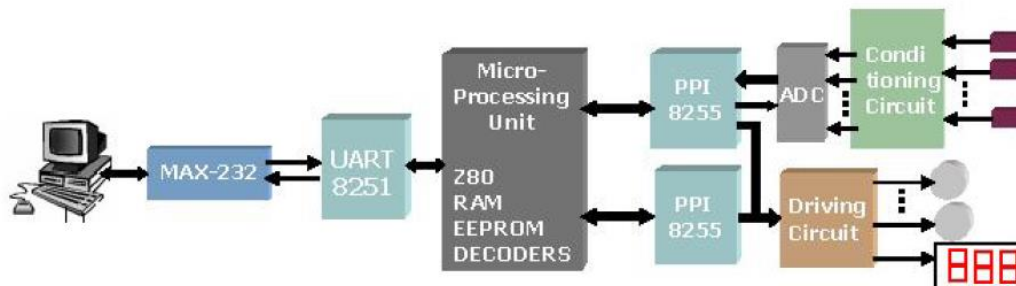 MAX-232
UART
8251
Micro-
Processing
Unit
Z80
RAM
EEPROM
DECODERS
PPI
8255
PPI
8255
ADC
Condi
tioning
Circuit
Driving
Circuit
888